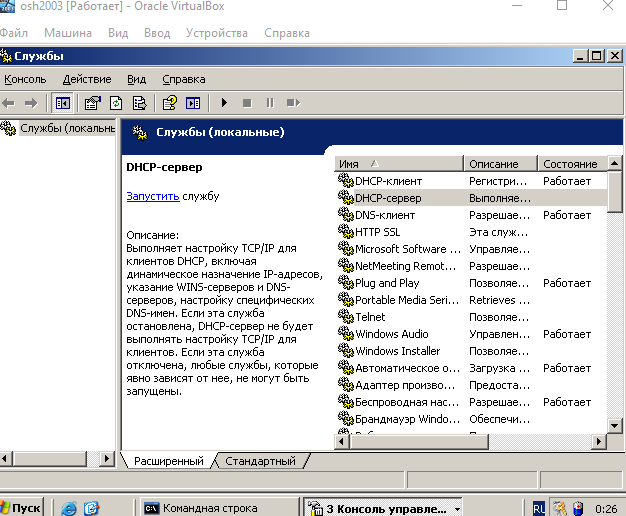 osh2003 [Работает] - Oracle VirtualBox
Файл Машина Вид Ввод Устройства Справка
Службы
Консоль Действие Вид Справка
Службы (локальнь
Службы (локальные)
DHCP-сервер
Запустить службу
Описание:
Выполняет настройку TCP/IP для
клиентов DHCP, включая
динамическое назначение IP-адресов,
указание WINS-серверов и DNS-
серверов, настройку специфических
DNS-имен. Если эта служба
остановлена, DHCP-сервер не будет
выполнять настройку TCP/IP для
клиентов. Если эта служба
отключена, любые службы, которые
явно зависят от нее, не могут быть
запущены.
Имя Описание Состояние
DHCP-клиент Регистри... Работает
DHCP-сервер Выполняе...
DNS-клиент Разрешае... Работает
HTTP SSL Эта служ...
Microsoft Software ... Управляе...
NetMeeting Remot... Разрешае...
Plug and Play Позволяе... Работает
Portable Media Seri... Retrieves ...
Telnet Позволяе...
Windows Audio Управлен... Работает
Windows Installer Позволяе...
Автоматическое о... Загрузка ... Работает
Адаптер произво... Предоста...
Беспроводная нас... Разрешае... Работает
Брандмауэр Windo... Обеспечи...
Расширенный Стандартный
Пуск Командная строка 3 Консоль управле... RU 0:26